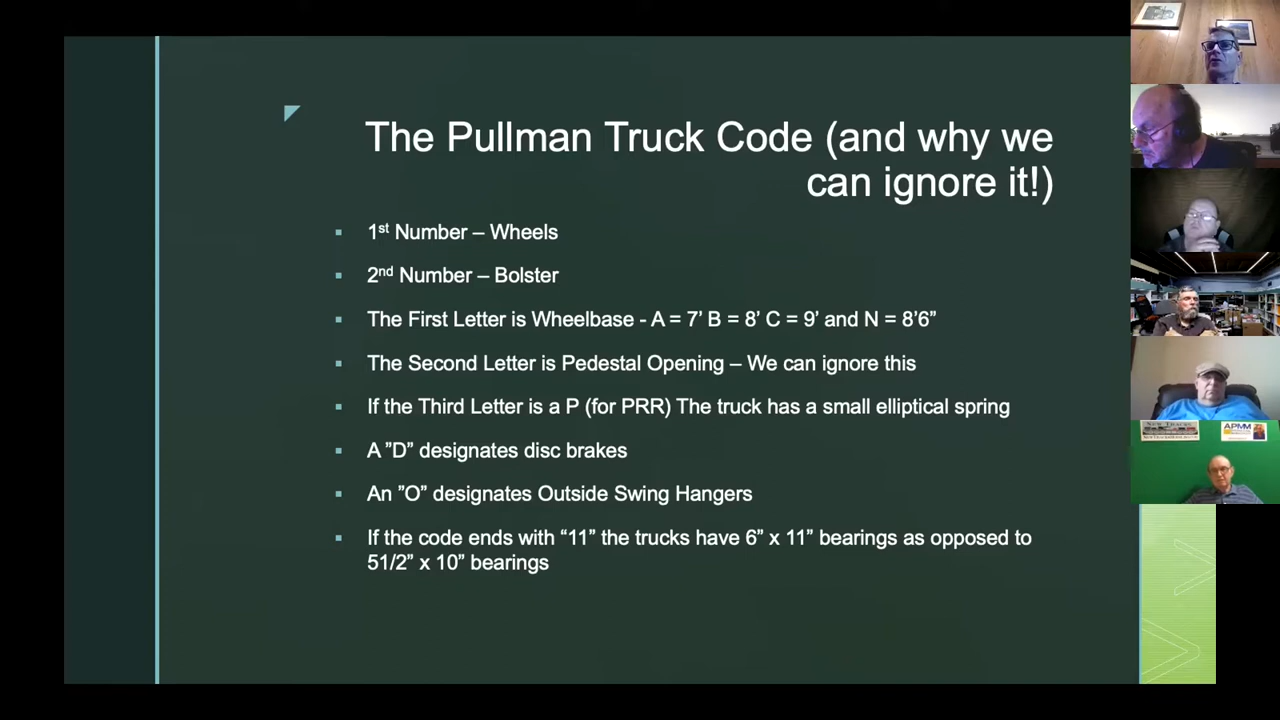 The Pullman Truck Code (and why we
can ignore it!)
1st Number – Wheels
2nd Number – Bolster
The First Letter is Wheelbase - A = 7’ B = 8’ C = 9’ and N = 8’6”
The Second Letter is Pedestal Opening – We can ignore this
If the Third Letter is a P (for PRR) The truck has a small elliptical spring
A ”D” designates disc brakes
An ”O” designates Outside Swing Hangers
If the code ends with “11” the trucks have 6” x 11” bearings as opposed to
51/2” x 10” bearings
NEW TRACKS
APMM